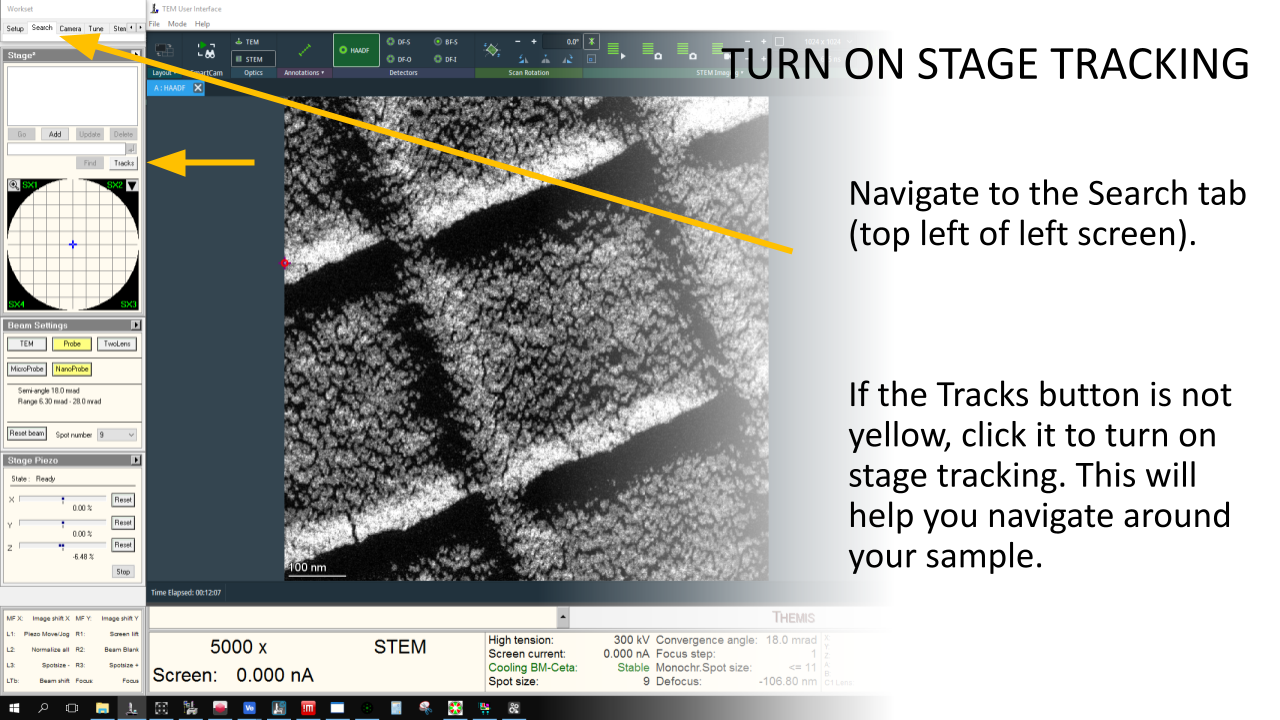 Workset
TEM User Interface
Setup Search Camera Tune
File Mode Help
Stage²
TEM
STEM
HAADF
DF-S
BF-S
DF-O
DF-I
0.0°
Layout
Optics
Annotations
Detectors
Scan Rotation
A : HAADF
TURN ON STAGE TRACKING
Go Add Update Delete
Find Tracks
SX1 SX2
SX4 SX3
Navigate to the Search tab
(top left of left screen).
Beam Settings
TEM Probe TwoLens
MicroProbe NanoProbe
Semi-angle 18.0 mrad
Range 6.30 mrad - 28.0 mrad
Reset beam Spot number 9
Stage Piezo
State: Ready
X Reset
0.00 %
Y Reset
0.00 %
Z Reset
-6.48 %
Stop
If the Tracks button is not
yellow, click it to turn on
stage tracking. This will
help you navigate around
your sample.
100 nm
Time Elapsed: 00:12:07
MF X: Image shift X MF Y: Image shift Y
L1: Piezo Move/Jog R1: Screen lift
L2: Normalize all R2: Beam Blank
L3: Spotsize - R3: Spotsize +
LTb: Beam shift Focus: Focus
THEMIS
5000 x STEM
Screen: 0.000 nA
High tension: 300 kV Convergence angle: 18.0 mrad
Screen current: 0.000 nA Focus step: 1
Cooling BM-Ceta: Stable Monochr.Spot size: <= 11
Spot size: 9 Defocus: -106.80 nm
X
Y
Z
A:
B:
C1 Lens: